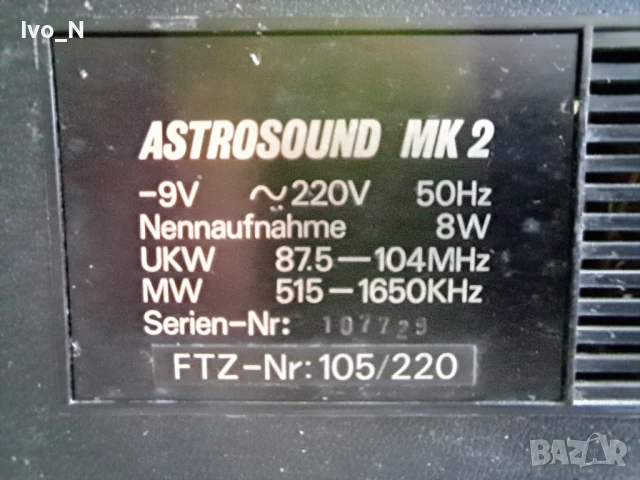 Ivo_N
ASTROSOUND MK 2
-9V ~220V 50Hz
Nennaufnahme 8W
UKW 87.5-104MHz
MW 515-1650KHz
Serien-Nr: 107729
FTZ-Nr: 105/220
BAZAR